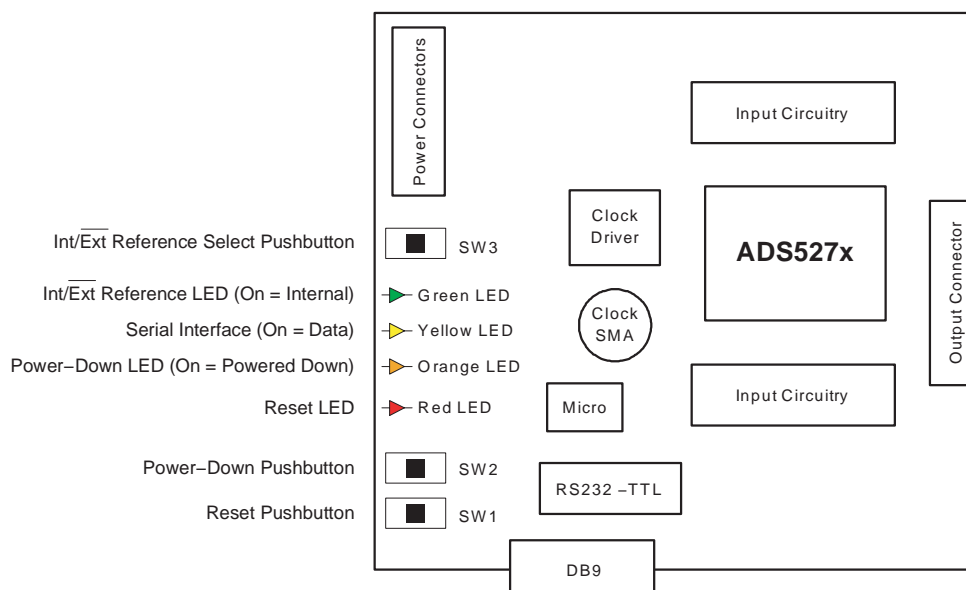 Power Connectors
Input Circuitry
Clock
Driver
ADS527x
Output Connector
Int/Ext Reference Select Pushbutton
SW3
Int/Ext Reference LED (On = Internal)
Green LED
Clock
SMA
Serial Interface (On = Data)
Yellow LED
Power−Down LED (On = Powered Down)
Orange LED
Input Circuitry
Reset LED
Red LED
Micro
Power−Down Pushbutton
SW2
RS232 −TTL
Reset Pushbutton
SW1
DB9